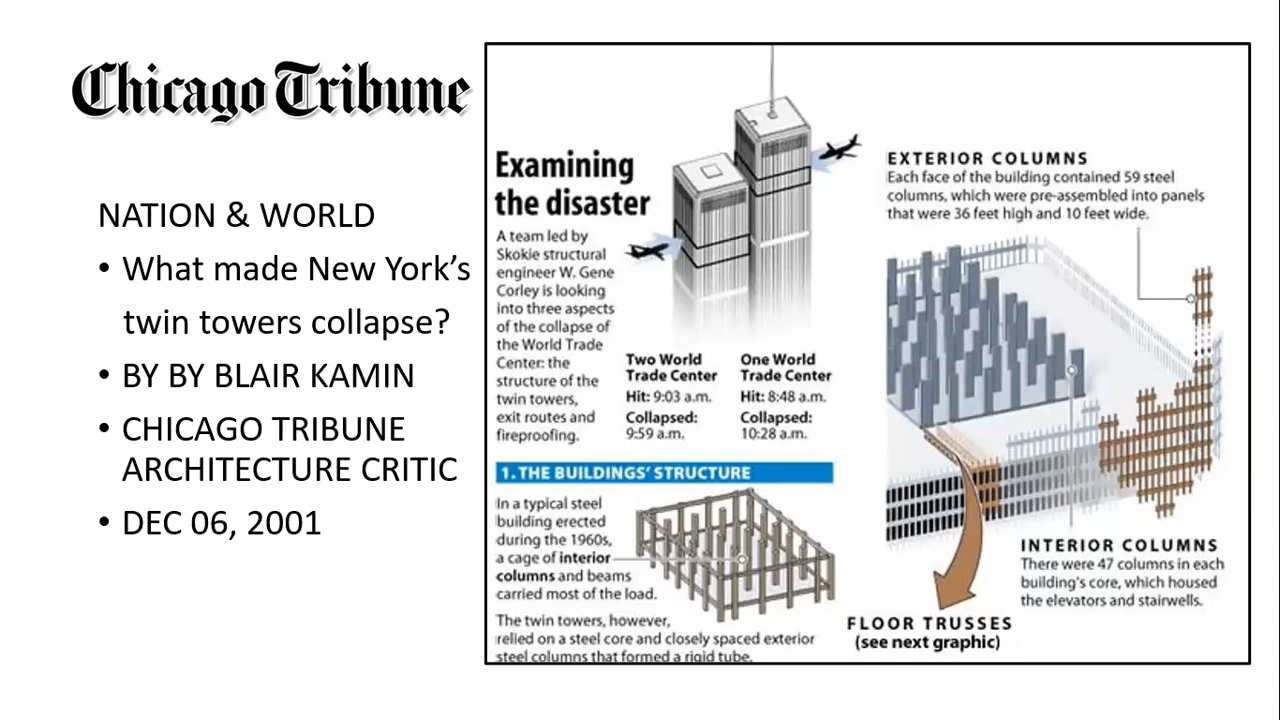 Chicago Tribune
NATION & WORLD
• What made New York's
twin towers collapse?
• BY BY BLAIR KAMIN
• CHICAGO TRIBUNE
ARCHITECTURE CRITIC
• DEC 06, 2001
Examining
the disaster
A team led by
Skokie structural
engineer W. Gene
Corley is looking
into three aspects
of the collapse of
the World Trade
Center: the
structure of the
twin towers,
exit routes and
fireproofing.
Two World
Trade Center
Hit: 9:03 a.m.
Collapsed:
9:59 a.m.
One World
Trade Center
Hit: 8:48 a.m.
Collapsed:
10:28 a.m.
1. THE BUILDINGS' STRUCTURE
In a typical steel
building erected
during the 1960s,
a cage of interior
columns and beams
carried most of the load.
The twin towers, however,
relied on a steel core and closely spaced exterior
steel columns that formed a rigid tube.
EXTERIOR COLUMNS
Each face of the building contained 59 steel
columns, which were pre-assembled into panels
that were 36 feet high and 10 feet wide.
INTERIOR COLUMNS
There were 47 columns in each
building's core, which housed
the elevators and stairwells.
FLOOR TRUSSES
(see next graphic)